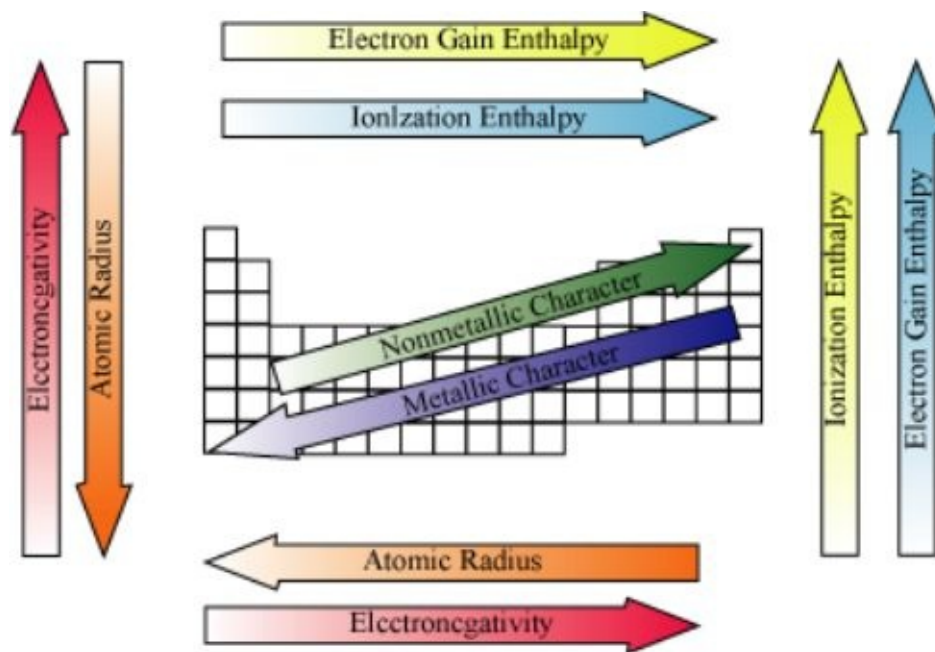 Electron Gain Enthalpy
IonIzation Enthalpy
Elcctroncgativity
Atomic Radius
Nonmetallic Character
Metallic Character
Ionization Enthalpy
Electron Gain Enthalpy
Atomic Radius
Elcctroncgativity